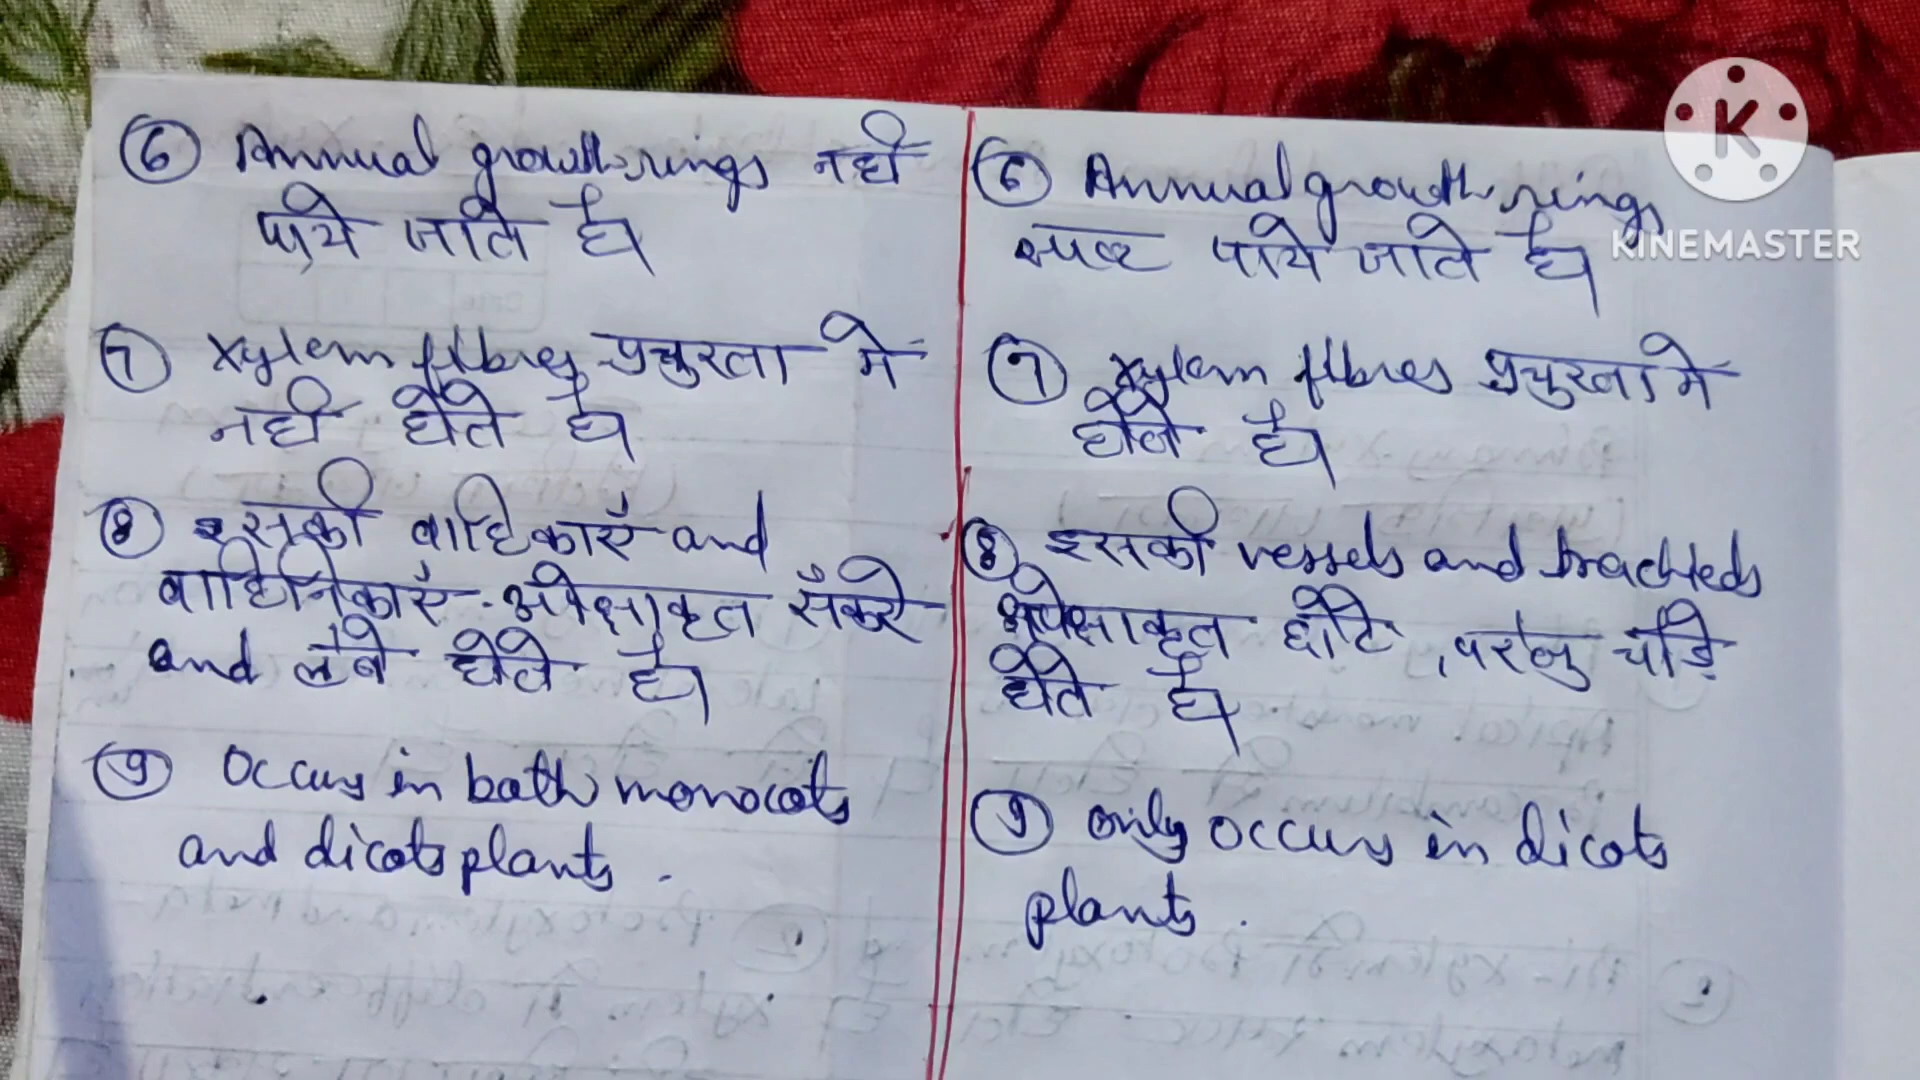 ⑥ Annual growth rings नही
पाये जाते है।
⑦ xylem fibres प्रचुरता मे
नही होते है।
⑧ इसकी वाहिकाएँ and
वाहिनिकाएँ अपेक्षाकृत सँकरे
and लंबे होते है।
⑨ Occurs in both monocots
and dicots plants.
⑥ Annual growth rings
स्पष्ट पाये जाते है।
⑦ xylem fibres प्रचुरता मे
होते है।
⑧ इसकी vessels and tracheids
अपेक्षाकृत छोटे, परंतु चौड़े
होते है।
⑨ only occurs in dicots
plants.
K
KINEMASTER